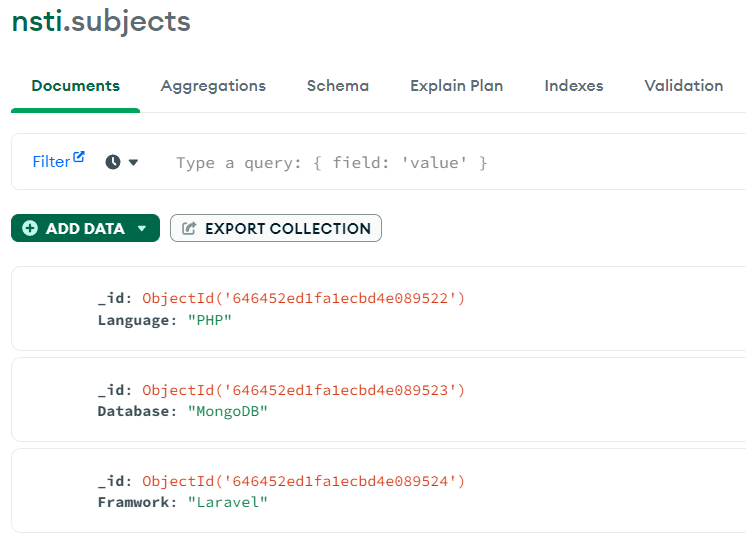 nsti.subjects
Documents Aggregations Schema Explain Plan Indexes Validation
Filter Type a query: { field: 'value' }
ADD DATA EXPORT COLLECTION
_id: ObjectId('646452ed1fa1ecbd4e089522')
Language: "PHP"
_id: ObjectId('646452ed1fa1ecbd4e089523')
Database: "MongoDB"
_id: ObjectId('646452ed1fa1ecbd4e089524')
Framwork: "Laravel"